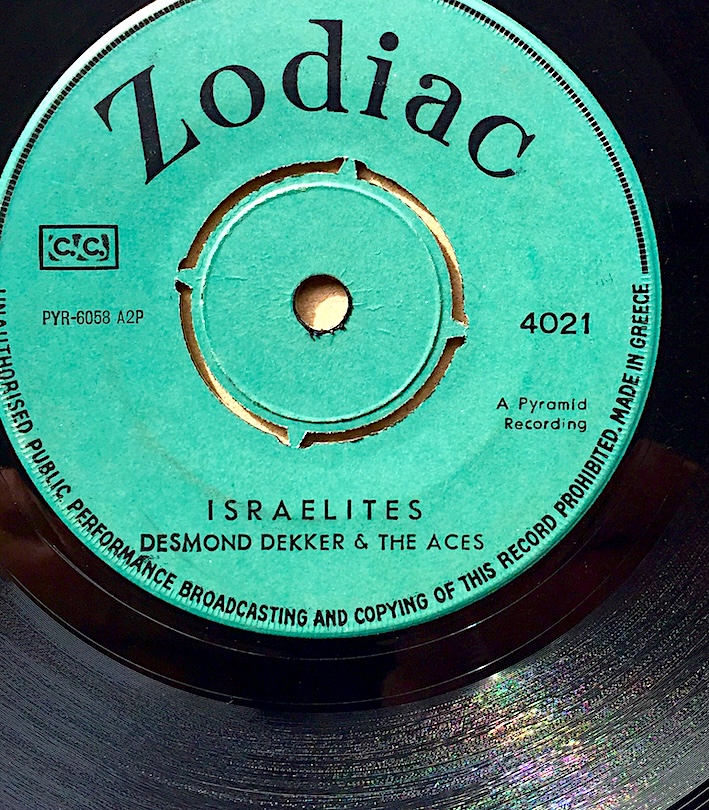 Zodiac
C.C.
PYR-6058 A2P
4021
A Pyramid
Recording
ISRAELITES
DESMOND DEKKER & THE ACES
UNAUTHORISED PUBLIC PERFORMANCE BROADCASTING AND COPYING OF THIS RECORD PROHIBITED. MADE IN GREECE